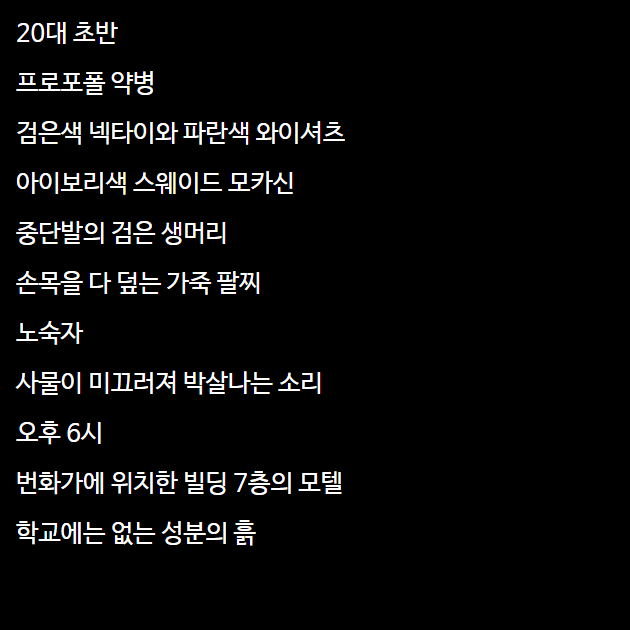 20대 초반
프로포폴 약병
검은색 넥타이와 파란색 와이셔츠
아이보리색 스웨이드 모카신
중단발의 검은 생머리
손목을 다 덮는 가죽 팔찌
노숙자
사물이 미끄러져 박살나는 소리
오후 6시
번화가에 위치한 빌딩 7층의 모텔
학교에는 없는 성분의 흙